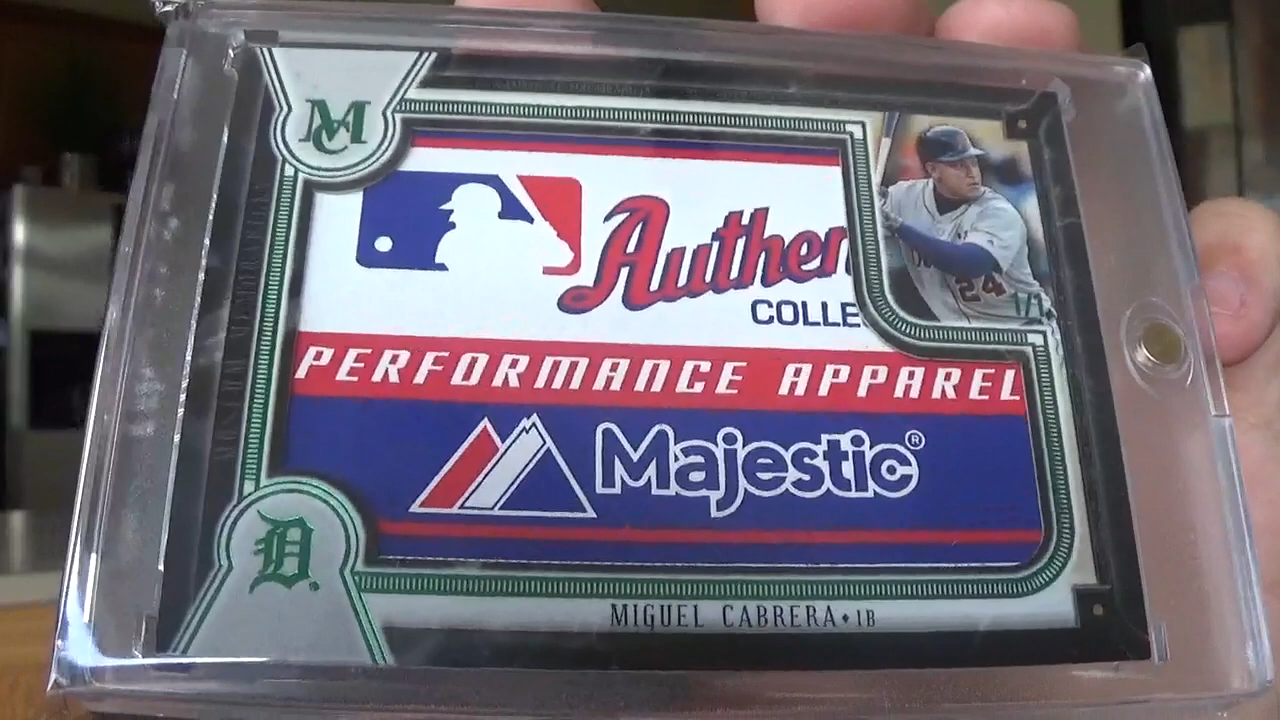 MC
Authen
COLLE
24
1/1
PERFORMANCE APPAREL
Majestic®
D
MIGUEL CABRERA • 1B